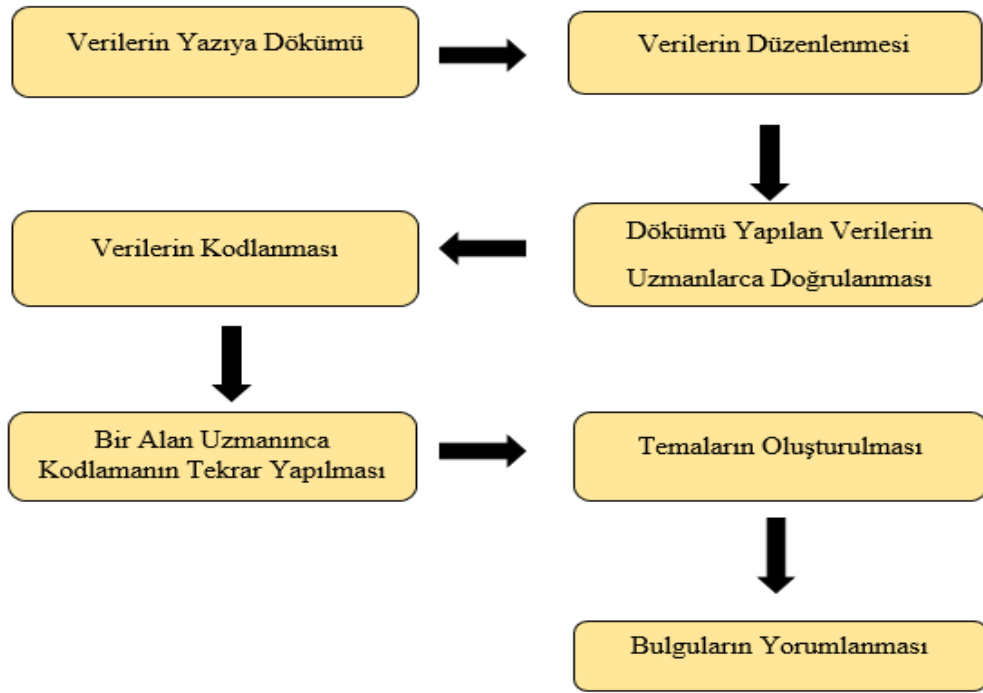 Verilerin Yazıya Dökümü
Verilerin Düzenlenmesi
Dökümü Yapılan Verilerin
Uzmanlarca Doğrulanması
Verilerin Kodlanması
Bir Alan Uzmanınca
Kodlamanın Tekrar Yapılması
Temaların Oluşturulması
Bulguların Yorumlanması